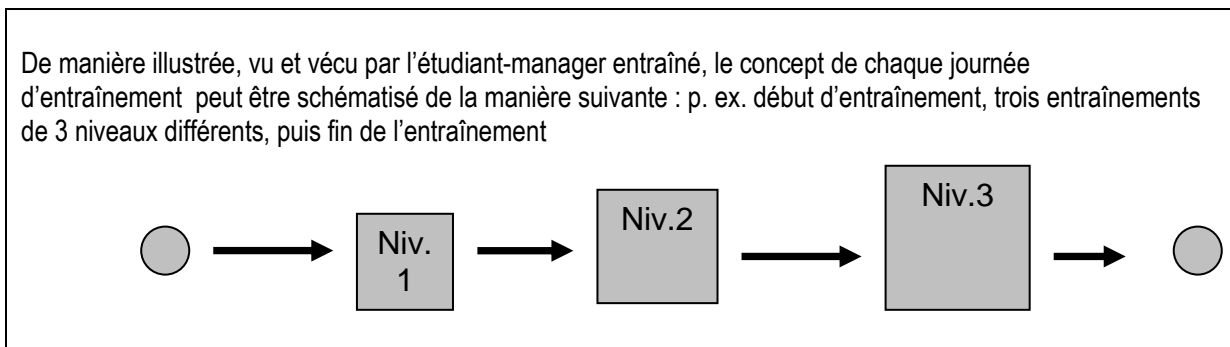 De manière illustrée, vu et vécu par l’étudiant-manager entraîné, le concept de chaque journée
d’entraînement  peut être schématisé de la manière suivante : p. ex. début d’entraînement, trois entraînements
de 3 niveaux différents, puis fin de l’entraînement
Niv.
1
Niv.2
Niv.3